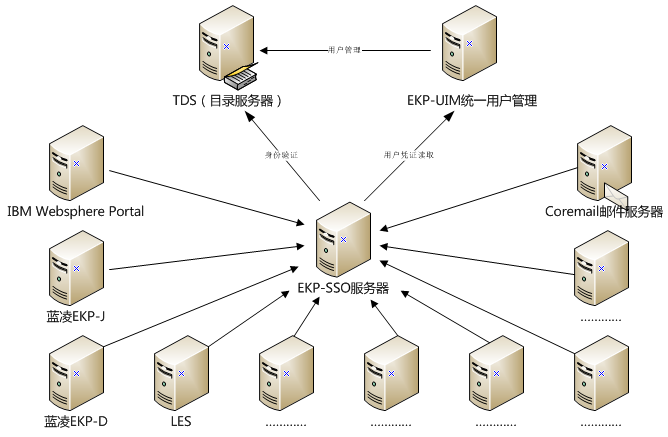 用户管理
TDS（目录服务器）
EKP-UIM统一用户管理
身份验证
用户凭证读取
IBM Websphere Portal
Coremail邮件服务器
EKP-SSO服务器
蓝凌EKP-J
…………
蓝凌EKP-D
LES
…………
…………
…………
…………